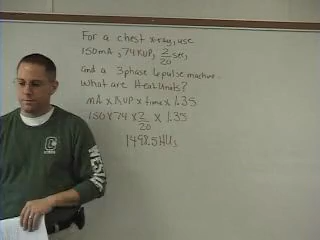 For a chest x-ray, use
150mA, 74KVP, 2/20 sec,
and a 3phase 6pulse machine.
What are Heat Units?
mA x KVP x time x 1.35
150 x 74 x 2/20 x 1.35
1498.5 HUs
C